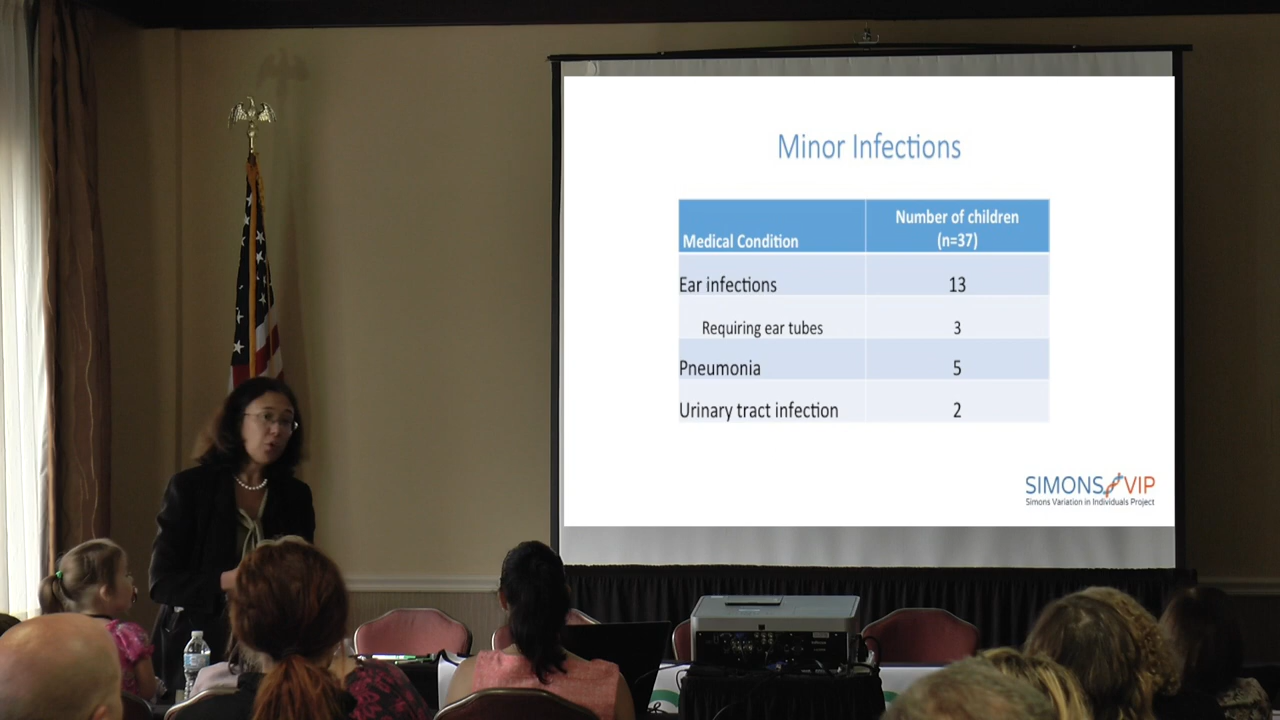 Minor Infections
Medical Condition
Number of children
(n=37)
Ear infections 13
Requiring ear tubes 3
Pneumonia 5
Urinary tract infection 2
SIMONS VIP
Simons Variation in Individuals Project